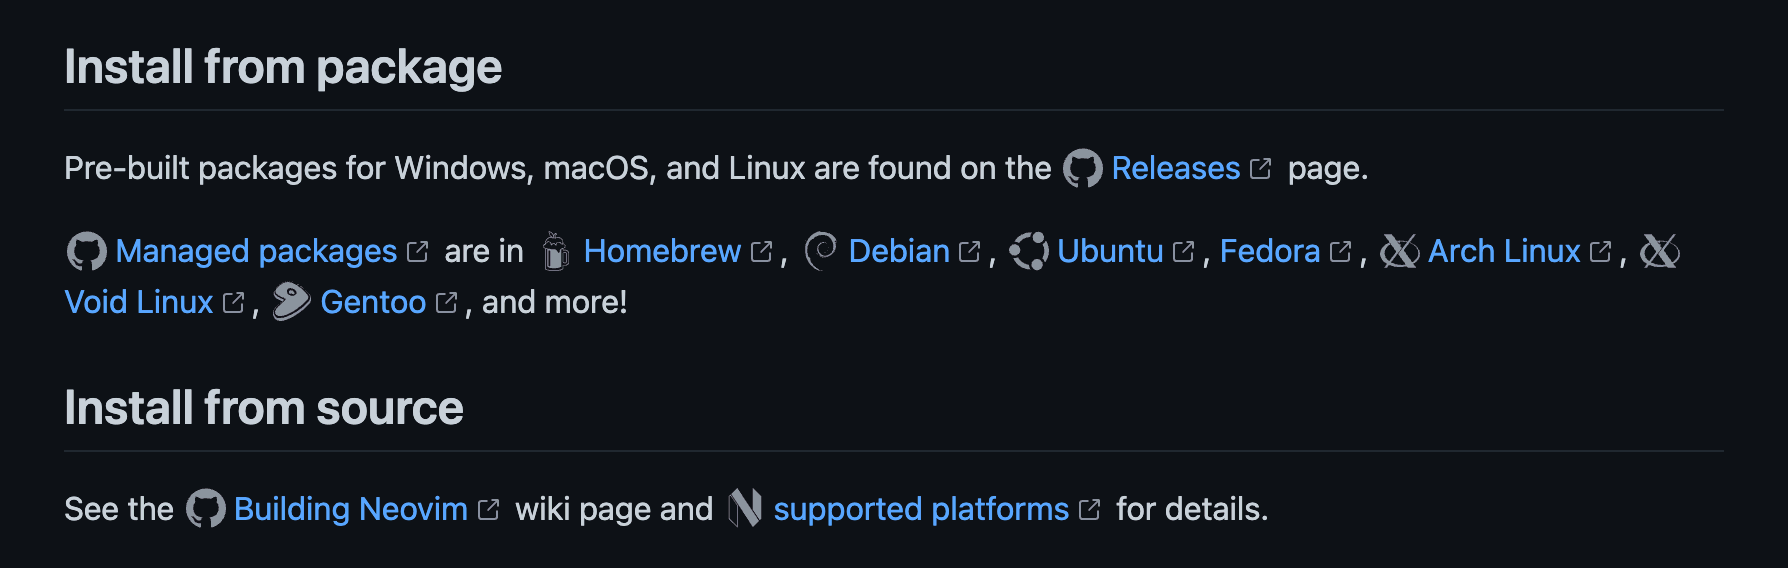 Install from package
Pre-built packages for Windows, macOS, and Linux are found on the Releases page.
Managed packages are in Homebrew, Debian, Ubuntu, Fedora, Arch Linux,
Void Linux, Gentoo, and more!
Install from source
See the Building Neovim wiki page and supported platforms for details.